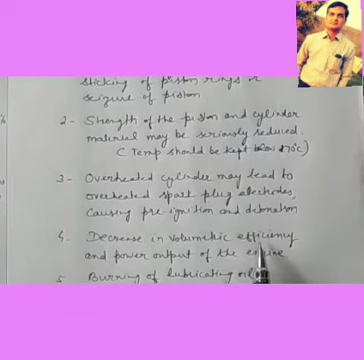 sticking of piston rings or
seizure of piston
2- Strength of the piston and cylinder
material may be seriously reduced.
( Temp should be kept below 270°C)
3- Overheated cylinder may lead to
overheated spark plug electrodes,
causing pre-ignition and detonation
4- Decrease in volumetric efficiency
and power output of the engine
5. Burning of lubricating oil